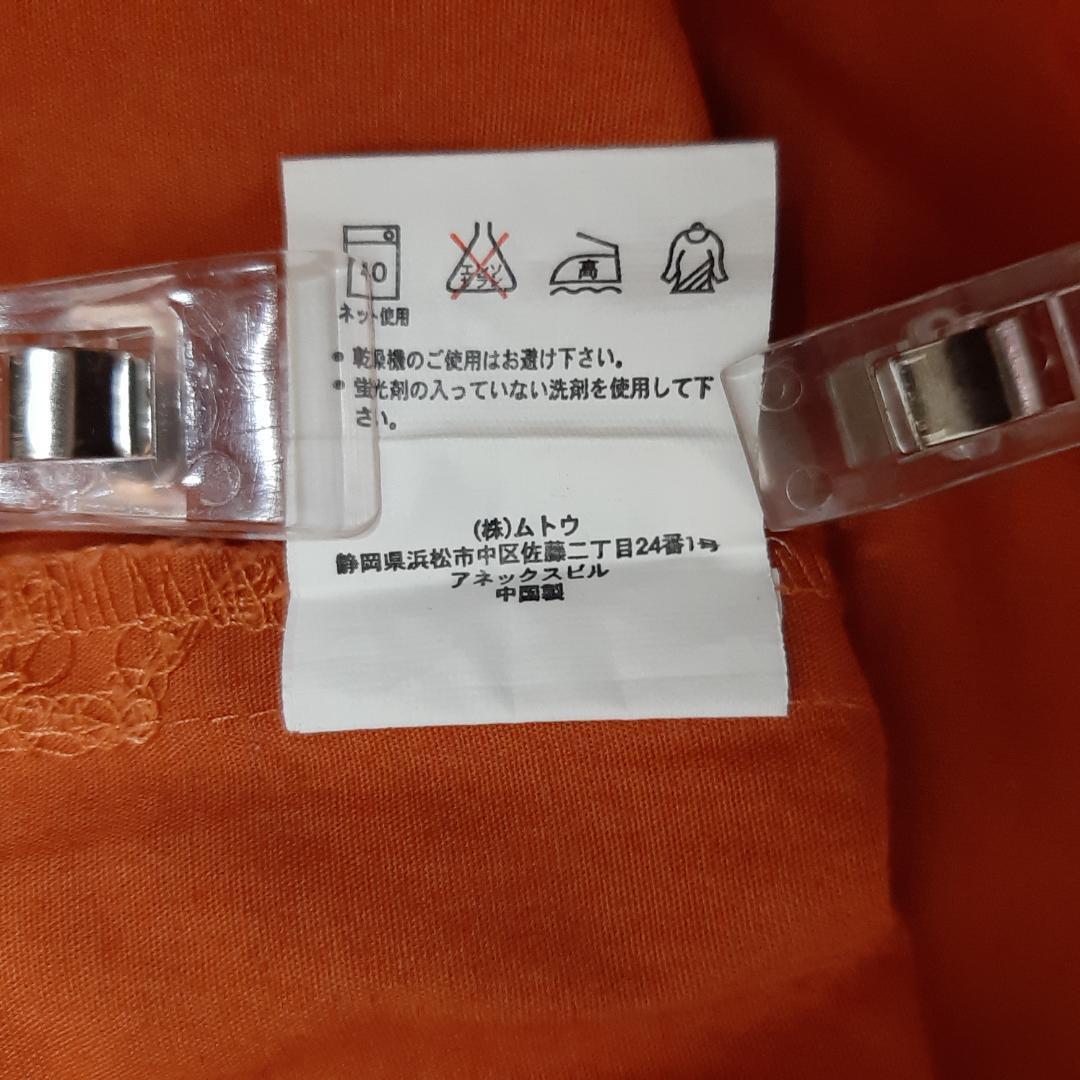 40
エンソ
サラシ
高
ネット使用
• 乾燥機のご使用はお避け下さい。
• 蛍光剤の入っていない洗剤を使用して下
さい。
(株)ムトウ
静岡県浜松市中区佐藤二丁目24番1号
アネックスビル
中国製